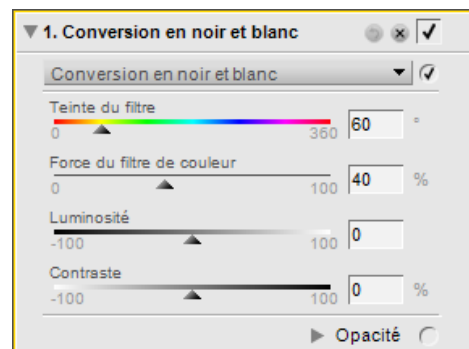 1. Conversion en noir et blanc
Conversion en noir et blanc
Teinte du filtre
0 360 60 °
Force du filtre de couleur
0 100 40 %
Luminosité
-100 100 0
Contraste
-100 100 0 %
Opacité